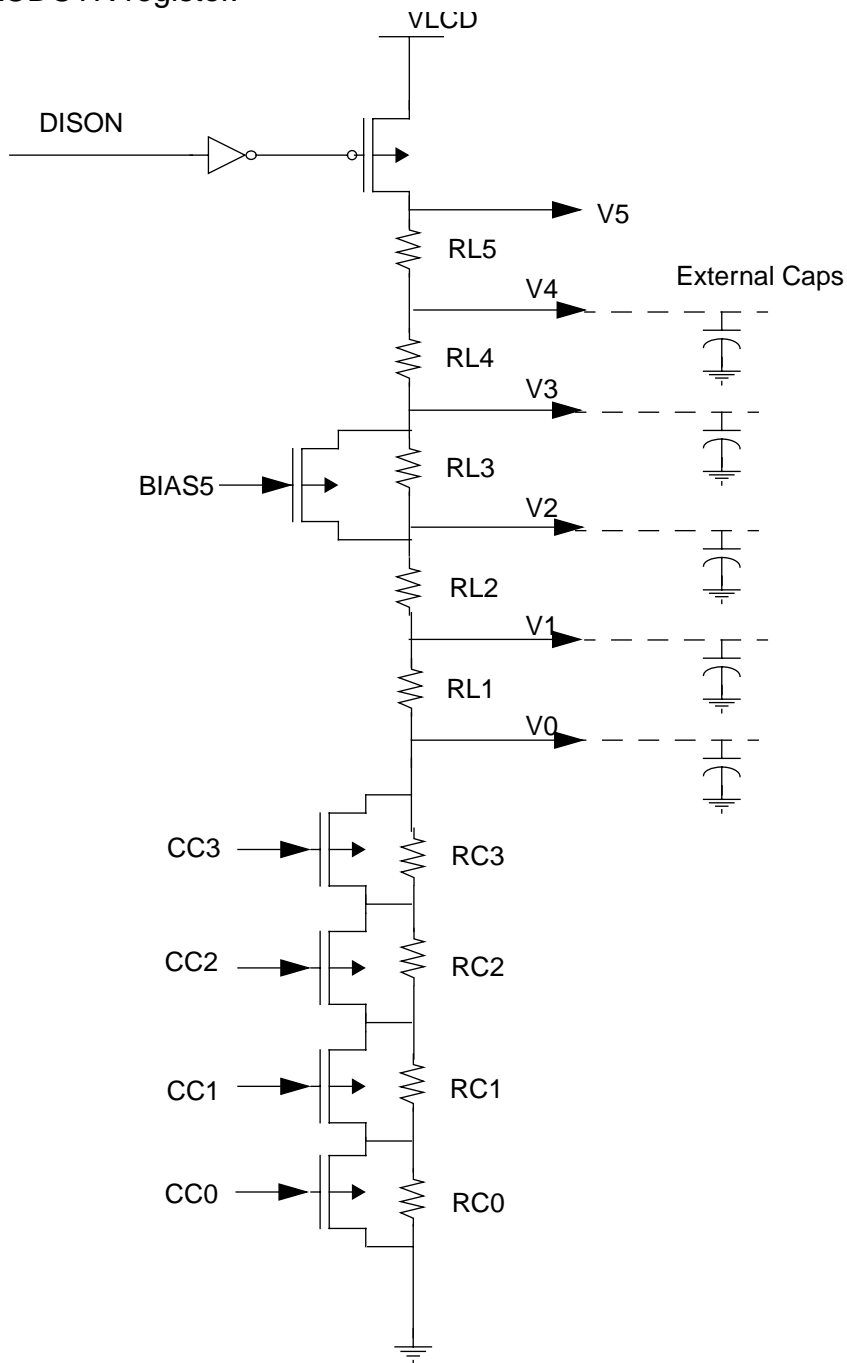 register.
VLCD
DISON
V5
RL5
V4
External Caps
RL4
V3
RL3
BIAS5
V2
RL2
V1
RL1
V0
CC3
RC3
CC2
RC2
CC1
RC1
CC0
RC0